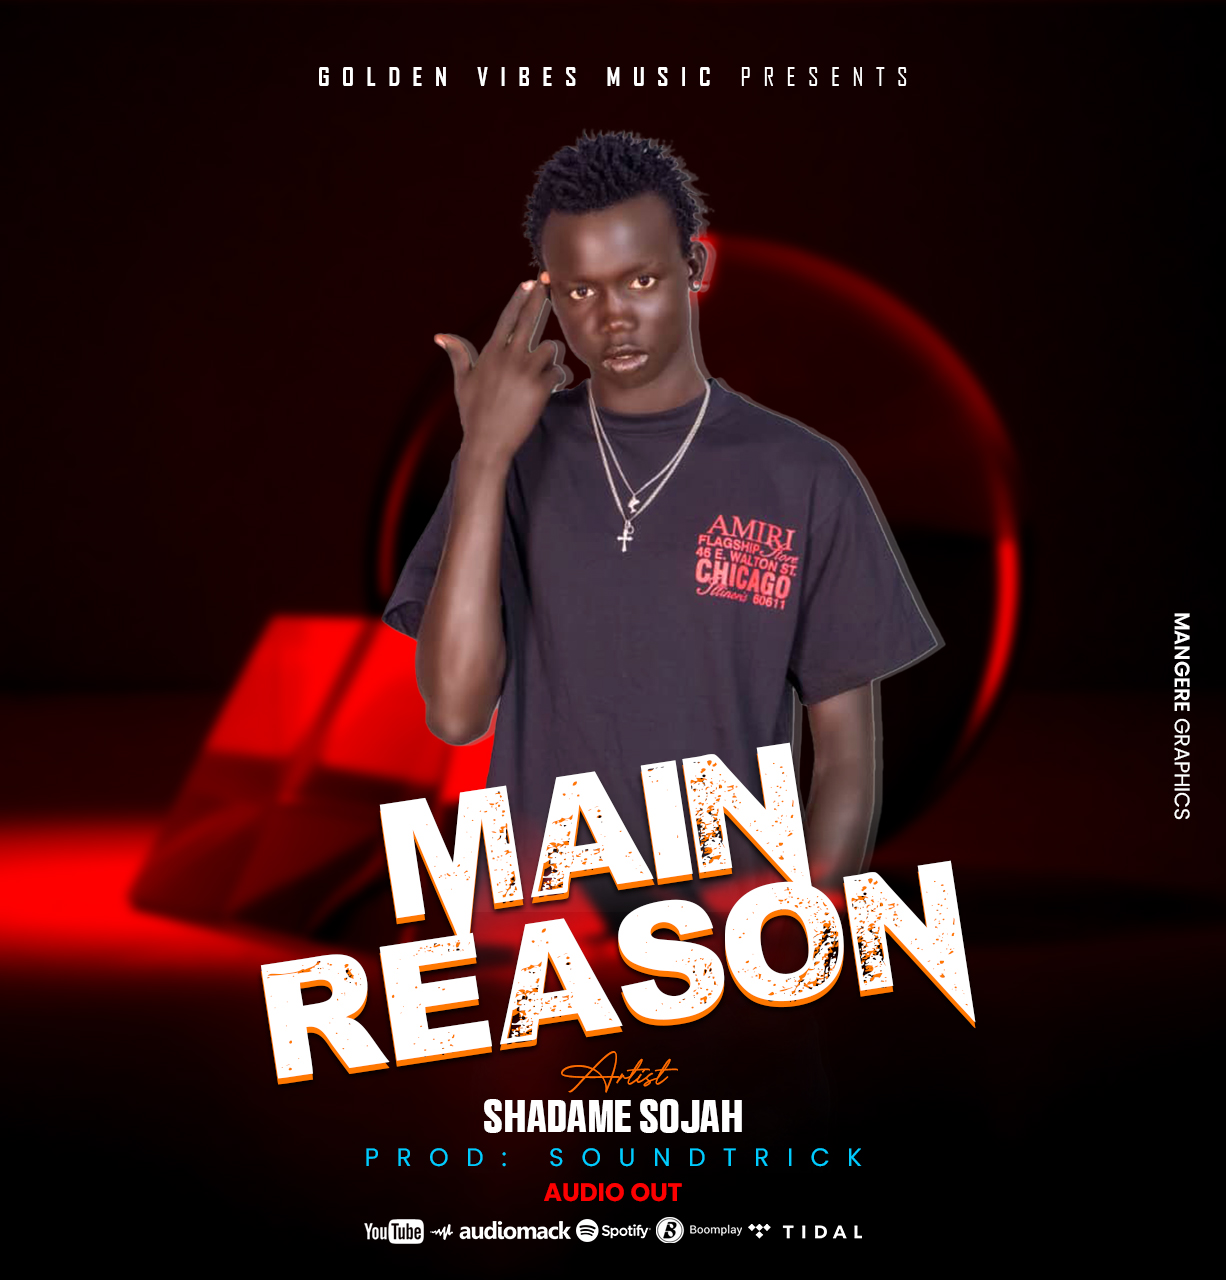 GOLDEN VIBES MUSIC PRESENTS
AMIRI
FLAGSHIP Store
46 E. WALTON ST.
CHICAGO
Illinois 60611
MANGERE GRAPHICS
MAIN
REASON
Artist
SHADAME SOJAH
PROD: SOUNDTRICK
AUDIO OUT
YouTube audiomack Spotify B Boomplay TIDAL